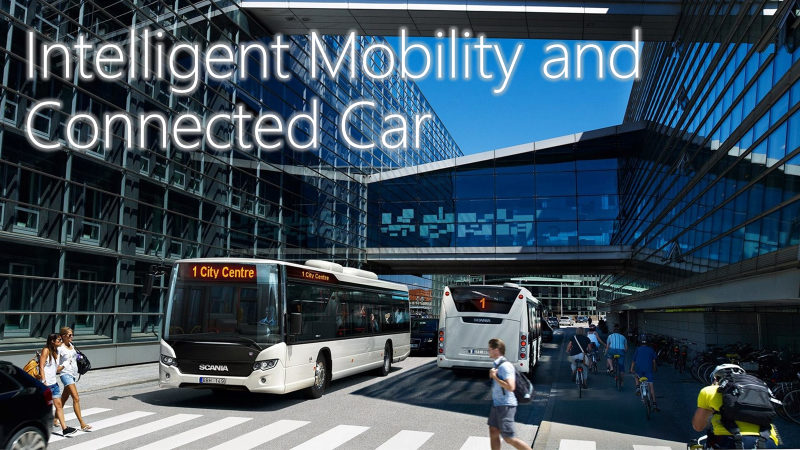 Intelligent Mobility and
Connected Car
1 City Centre
1 City Centre
1
SCANIA
SCANIA